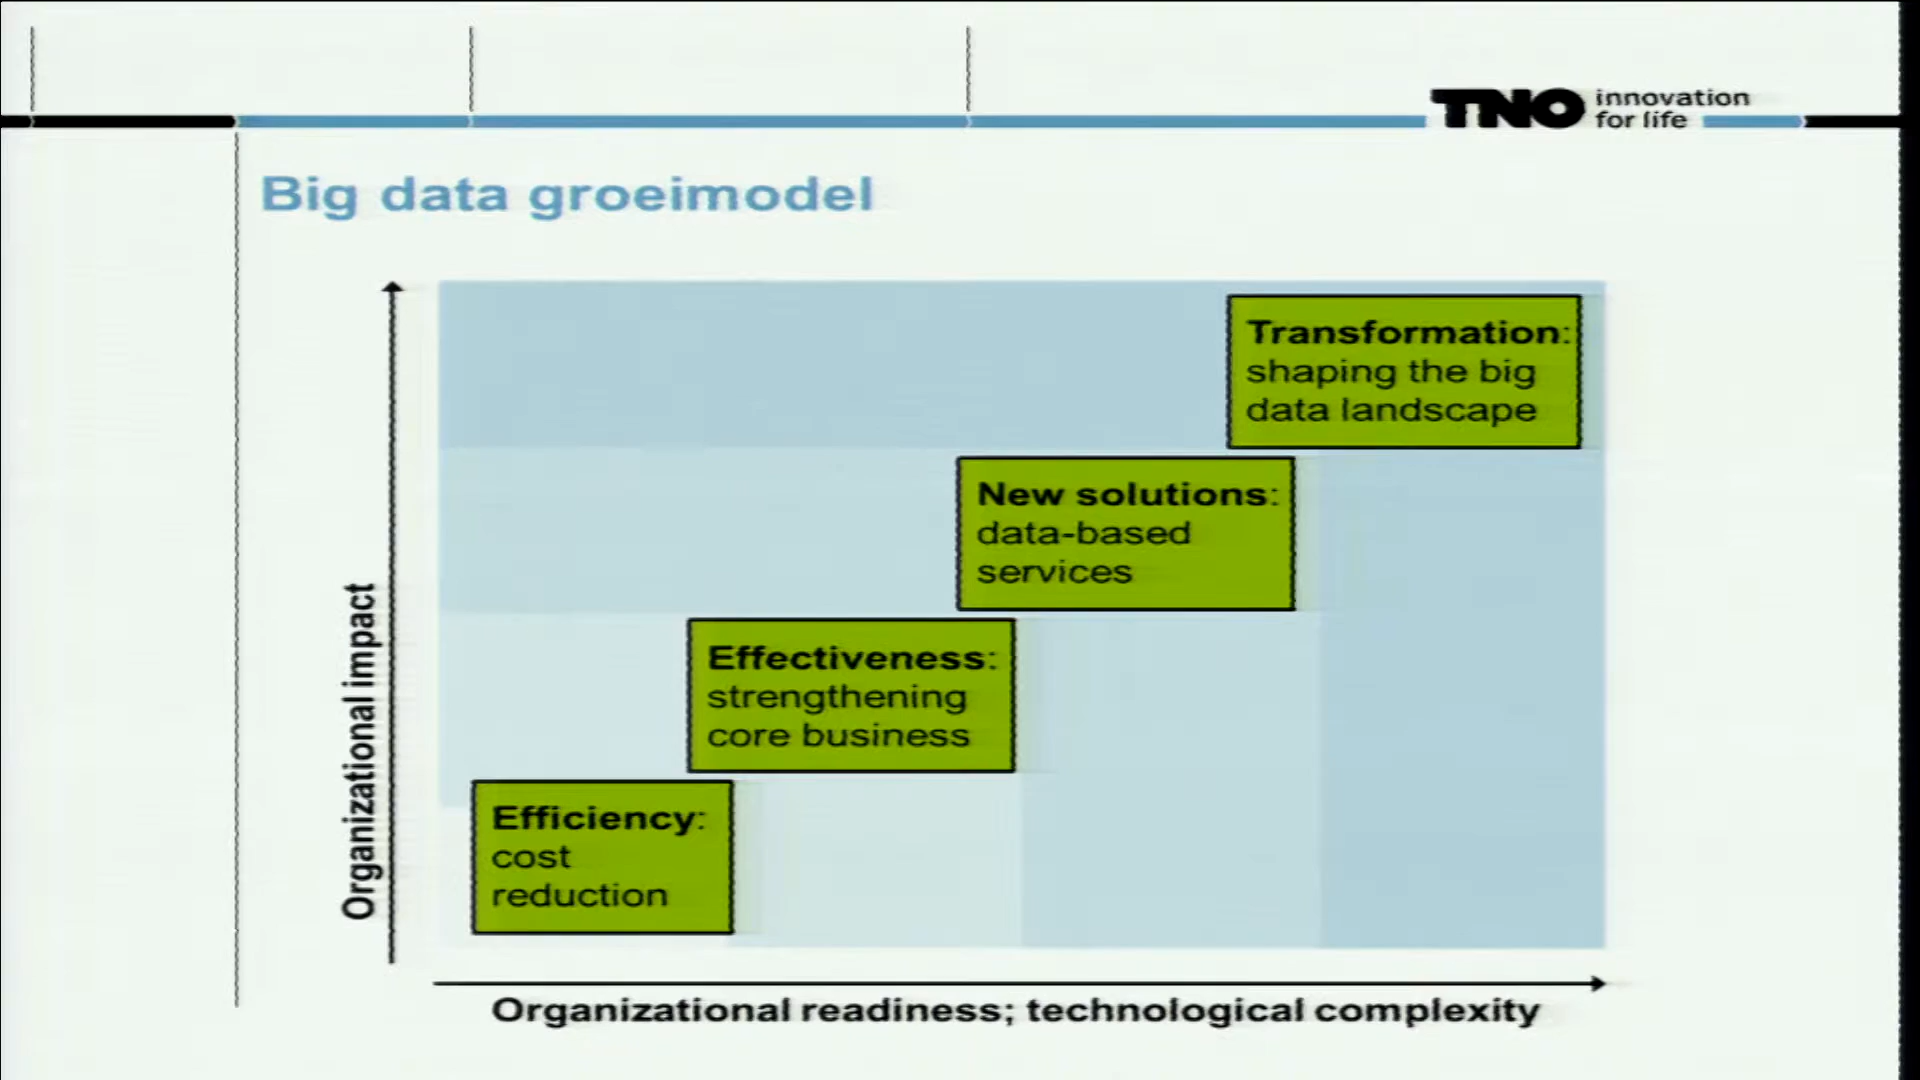 TNO innovation
for life
Big data groeimodel
Transformation:
shaping the big
data landscape
New solutions:
data-based
services
Effectiveness:
strengthening
core business
Efficiency:
cost
reduction
Organizational impact
Organizational readiness; technological complexity